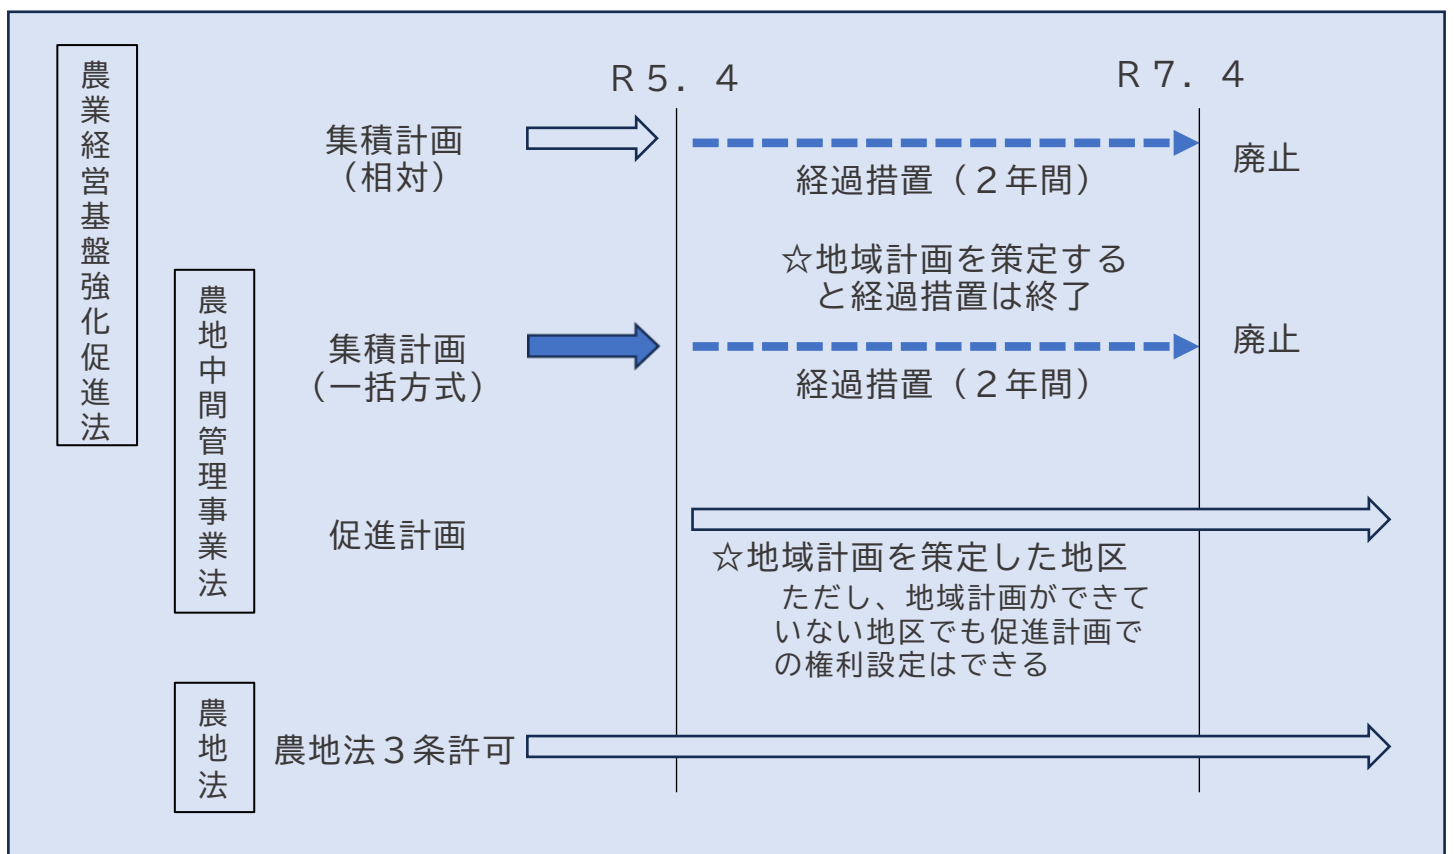 農業経営基盤強化促進法
R5.4
R7.4
集積計画
（相対）
経過措置（２年間）
廃止
☆地域計画を策定する
と経過措置は終了
農地中間管理事業法
集積計画
（一括方式）
経過措置（２年間）
廃止
促進計画
☆地域計画を策定した地区
ただし、地域計画ができて
いない地区でも促進計画で
の権利設定はできる
農地法
農地法３条許可